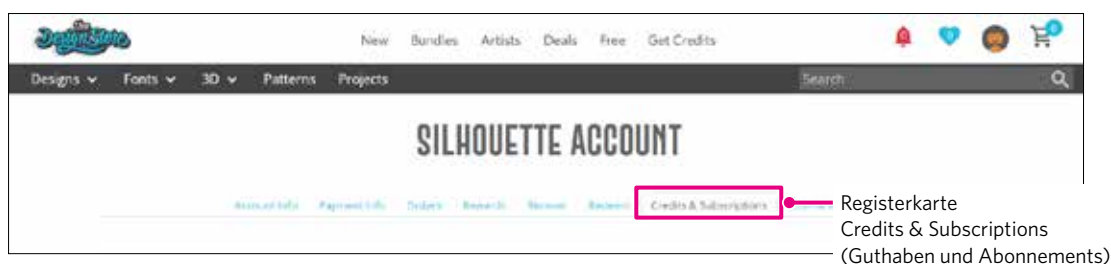 The
Design Store
New Bundles Artists Deals Free Get Credits
Designs Fonts 3D Patterns Projects Search
SILHOUETTE ACCOUNT
Account Info Payment Info Orders Rewards Credits & Subscriptions
Registerkarte
Credits & Subscriptions
(Guthaben und Abonnements)